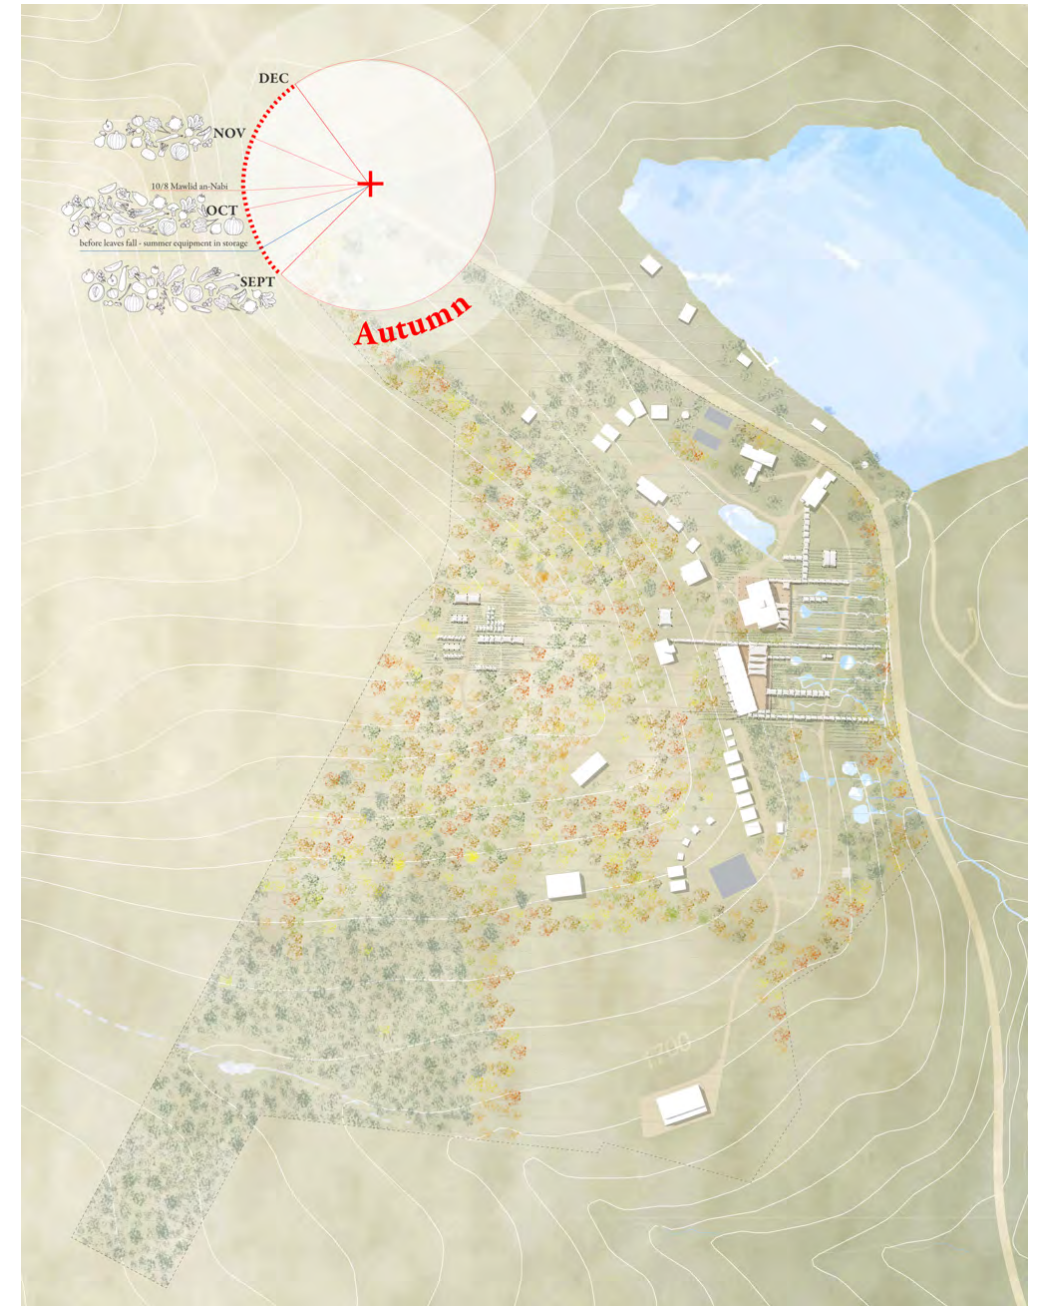 DEC
NOV
10/8 Mawlid an-Nabi
OCT
before leaves fall - summer equipment in storage
SEPT
Autumn
1700